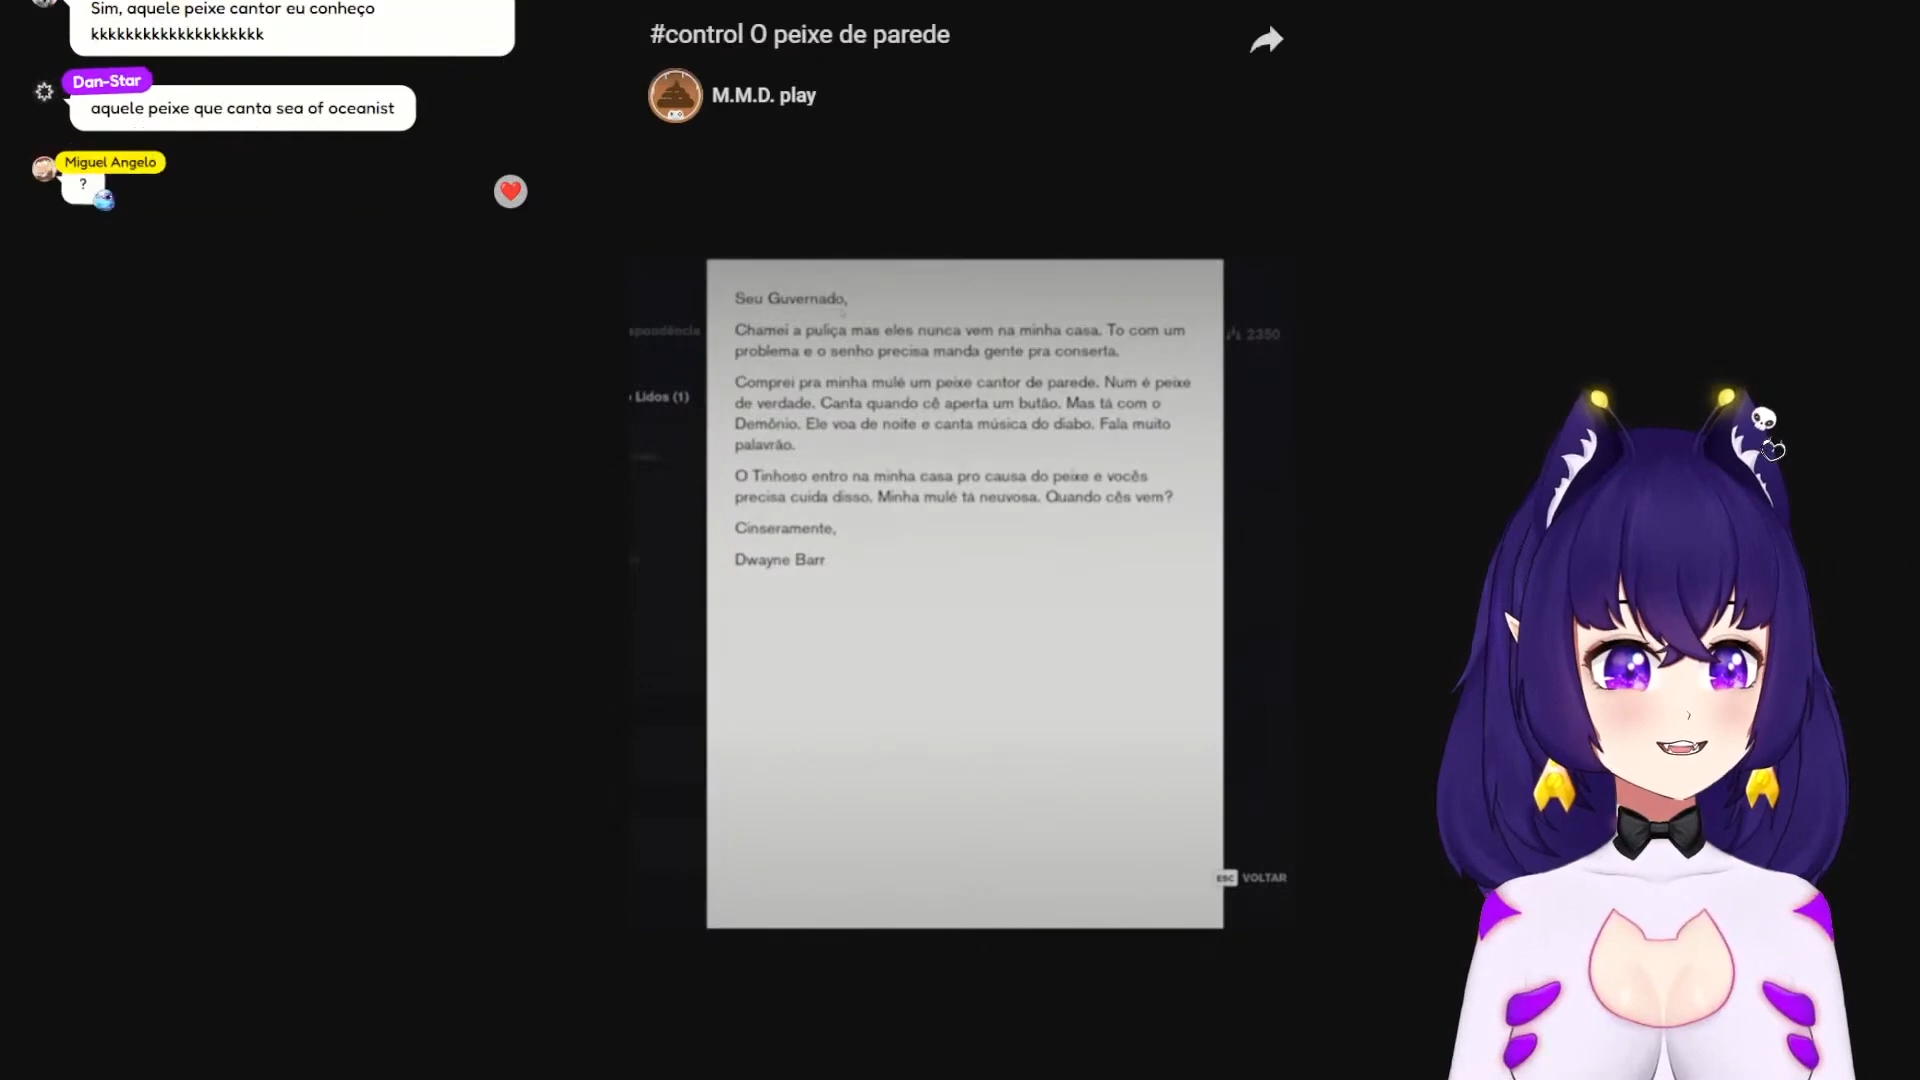 Sim, aquele peixe cantor eu conheço
kkkkkkkkkkkkkkkkkkkk
Dan-Star
aquele peixe que canta sea of oceanist
Miguel Angelo
?
#control O peixe de parede
M.M.D. play
Seu Guvernado,
Chamei a puliça mas eles nunca vem na minha casa. To com um
problema e o senho precisa manda gente pra conserta.
Comprei pra minha mulé um peixe cantor de parede. Num é peixe
de verdade. Canta quando cê aperta um butão. Mas tá com o
Demônio. Ele voa de noite e canta música do diabo. Fala muito
palavrão.
O Tinhoso entro na minha casa pro causa do peixe e vocês
precisa cuida disso. Minha mulé tá neuvosa. Quando cês vem?
Cinseramente,
Dwayne Barr
spondência
Lidos (1)
2350
ESC VOLTAR